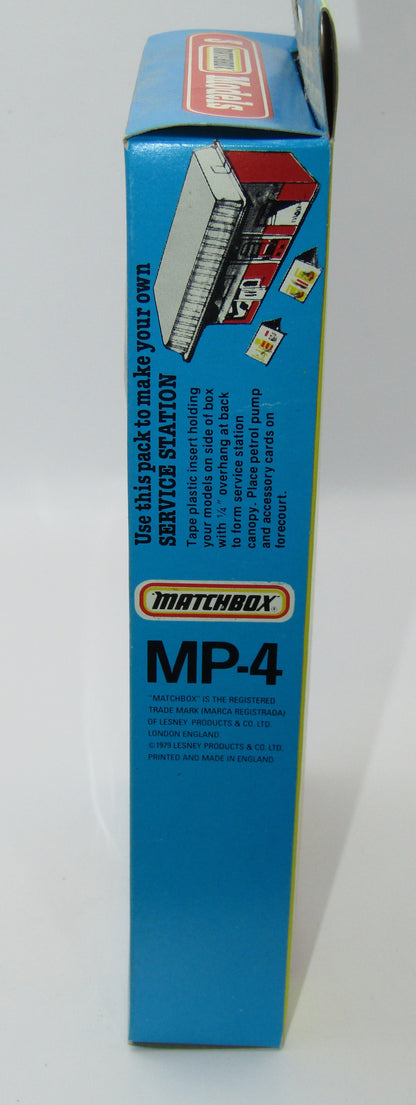 MATCHBOX
5 Models
Use this pack to make your own
SERVICE STATION
Tape plastic insert holding
your models on side of box
with 1/4" overhang at back
to form service station
canopy. Place petrol pump
and accessory cards on
forecourt.
MATCHBOX
MP-4
"MATCHBOX" IS THE REGISTERED
TRADE MARK (MARCA REGISTRADA)
OF LESNEY PRODUCTS & CO. LTD.
LONDON ENGLAND
©1979 LESNEY PRODUCTS & CO. LTD.
PRINTED AND MADE IN ENGLAND